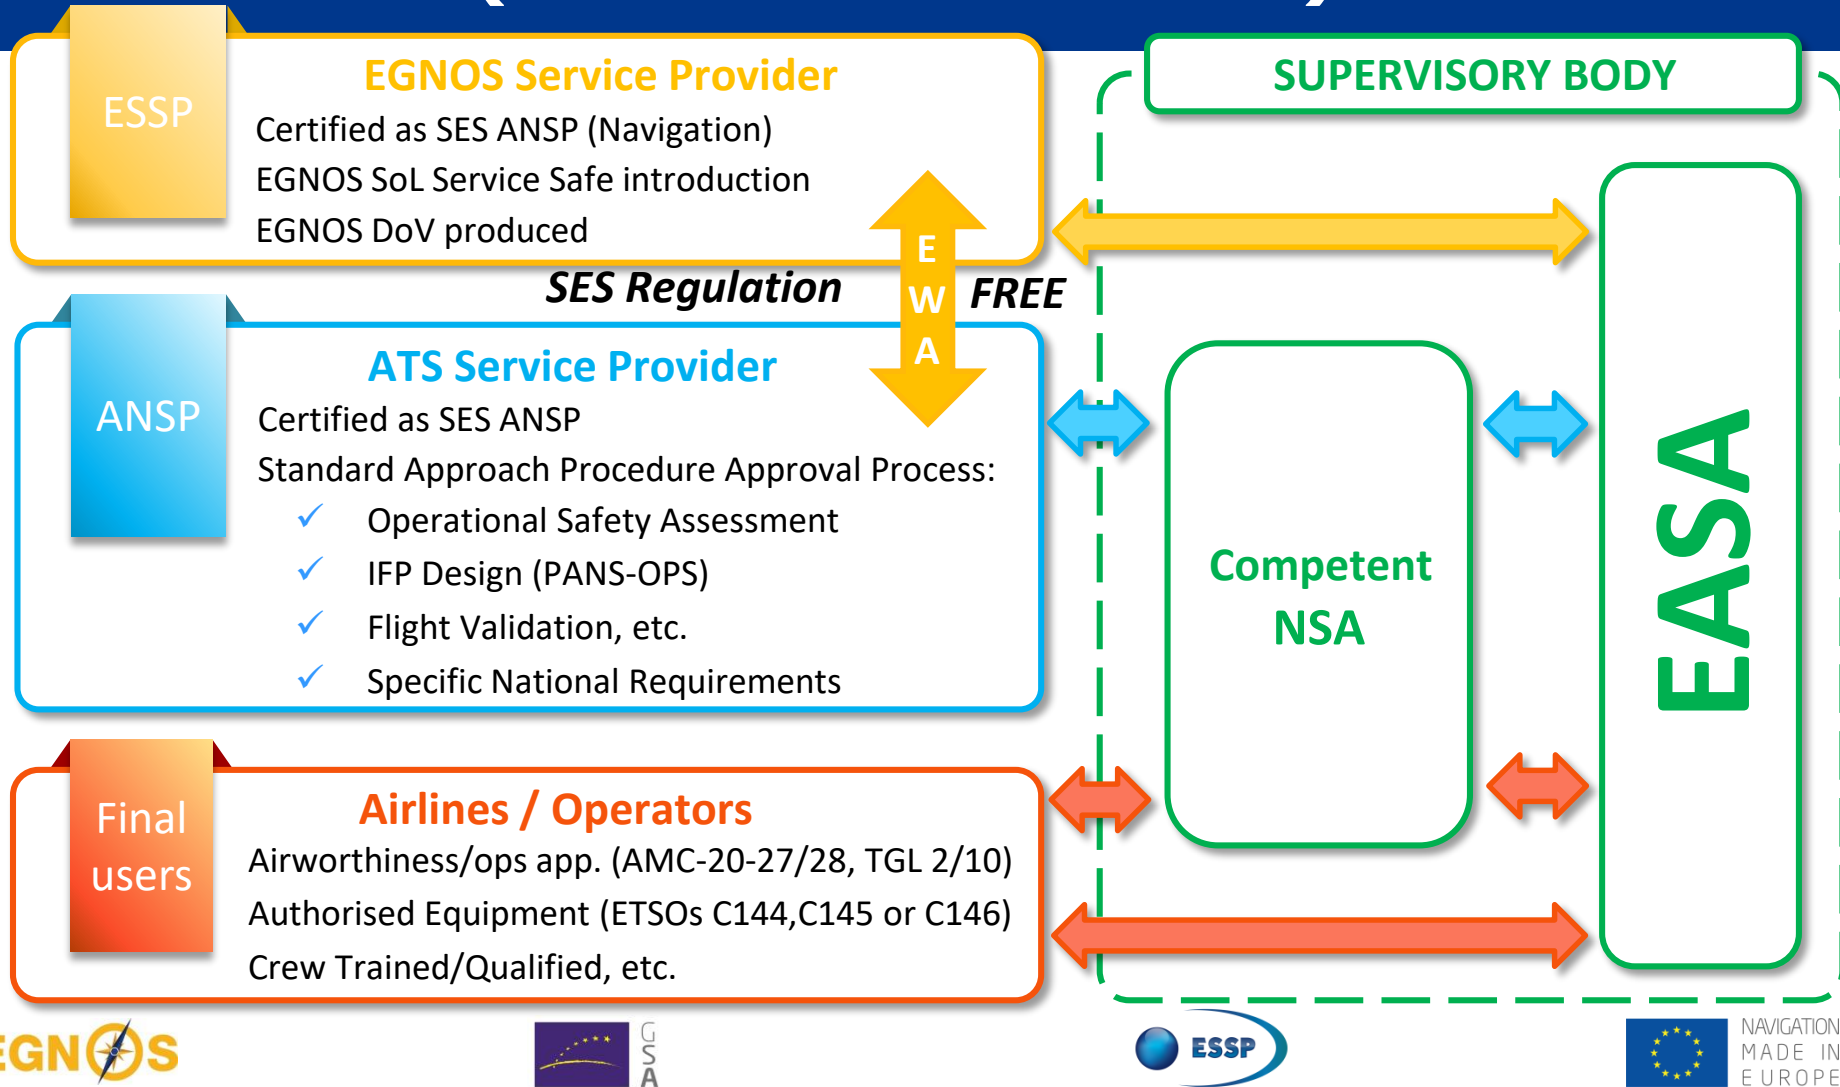 ESSP
EGNOS Service Provider
Certified as SES ANSP (Navigation)
EGNOS SoL Service Safe introduction
EGNOS DoV produced
SES Regulation
E
W
A
FREE
ANSP
ATS Service Provider
Certified as SES ANSP
Standard Approach Procedure Approval Process:
✓ Operational Safety Assessment
✓ IFP Design (PANS-OPS)
✓ Flight Validation, etc.
✓ Specific National Requirements
Final
users
Airlines / Operators
Airworthiness/ops app. (AMC-20-27/28, TGL 2/10)
Authorised Equipment (ETSOs C144,C145 or C146)
Crew Trained/Qualified, etc.
SUPERVISORY BODY
Competent
NSA
EASA
EGNOS
GSA
ESSP
NAVIGATION
MADE IN
EUROPE